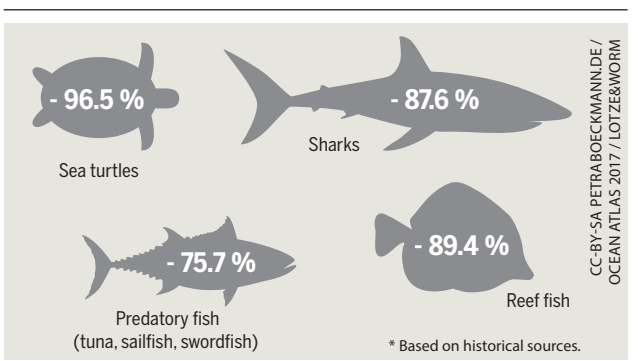 - 96.5 %
Sea turtles
- 87.6 %
Sharks
- 75.7 %
Predatory fish
(tuna, sailfish, swordfish)
- 89.4 %
Reef fish
* Based on historical sources.
CC-BY-SA PETRABOECKMANN.DE /
OCEAN ATLAS 2017 / LOTZE&WORM